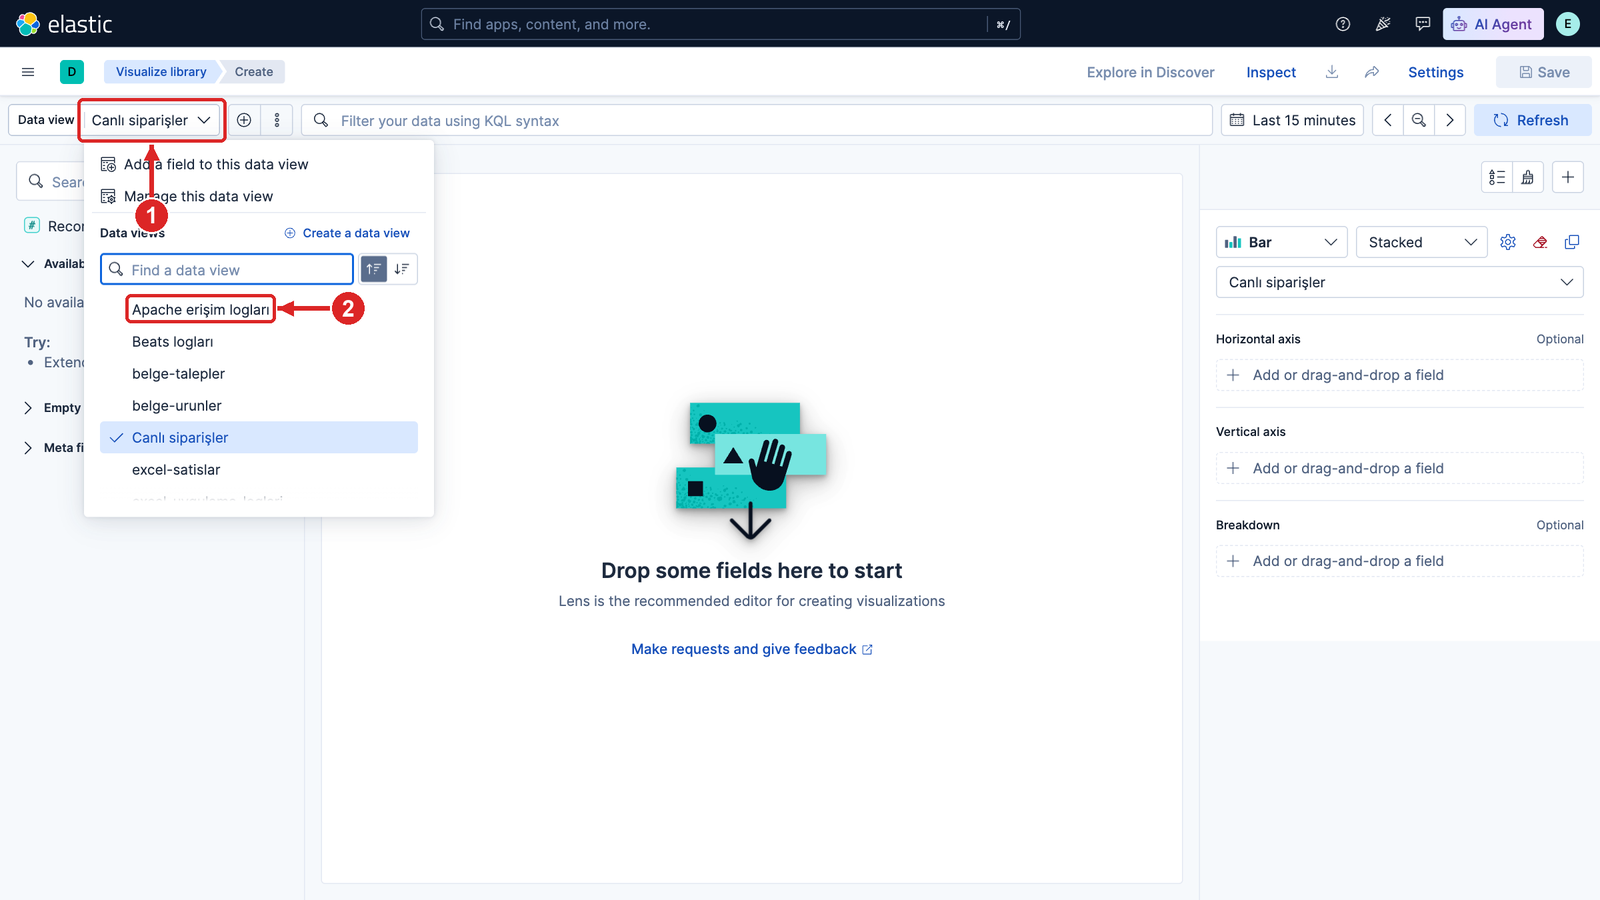 elastic
Find apps, content, and more.
⌘/
AI Agent
E
D
Visualize library
Create
Explore in Discover
Inspect
Settings
Save
Data view
Canlı siparişler
Filter your data using KQL syntax
Last 15 minutes
Refresh
Add a field to this data view
Manage this data view
1
Data views
Create a data view
Find a data view
Apache erişim logları
2
Beats logları
belge-talepler
belge-urunler
Canlı siparişler
excel-satislar
Sear
Recor
Availab
No availa
Try:
Extend
Empty
Meta fi
Drop some fields here to start
Lens is the recommended editor for creating visualizations
Make requests and give feedback
Bar
Stacked
Canlı siparişler
Horizontal axis
Optional
Add or drag-and-drop a field
Vertical axis
Add or drag-and-drop a field
Breakdown
Optional
Add or drag-and-drop a field